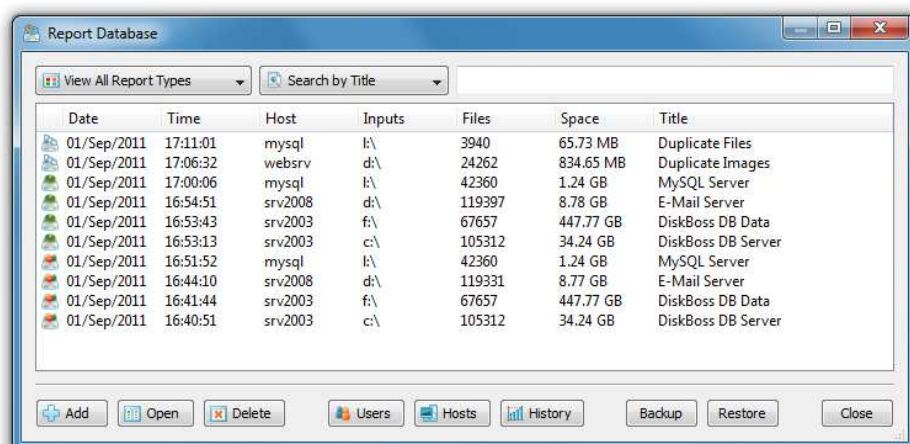 Report Database
View All Report Types Search by Title
Date Time Host Inputs Files Space Title
01/Sep/2011 17:11:01 mysql l:\ 3940 65.73 MB Duplicate Files
01/Sep/2011 17:06:32 websrv d:\ 24262 834.65 MB Duplicate Images
01/Sep/2011 17:00:06 mysql l:\ 42360 1.24 GB MySQL Server
01/Sep/2011 16:54:51 srv2008 d:\ 119397 8.78 GB E-Mail Server
01/Sep/2011 16:53:43 srv2003 f:\ 67657 447.77 GB DiskBoss DB Data
01/Sep/2011 16:53:13 srv2003 c:\ 105312 34.24 GB DiskBoss DB Server
01/Sep/2011 16:51:52 mysql l:\ 42360 1.24 GB MySQL Server
01/Sep/2011 16:44:10 srv2008 d:\ 119331 8.77 GB E-Mail Server
01/Sep/2011 16:41:44 srv2003 f:\ 67657 447.77 GB DiskBoss DB Data
01/Sep/2011 16:40:51 srv2003 c:\ 105312 34.24 GB DiskBoss DB Server
Add Open Delete Users Hosts History Backup Restore Close